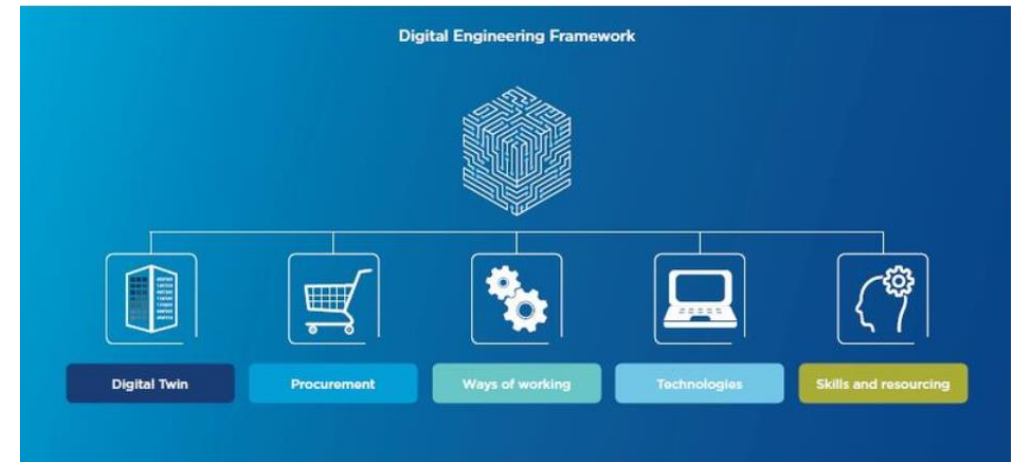 Digital Engineering Framework
Digital Twin
Procurement
Ways of working
Technologies
Skills and resourcing